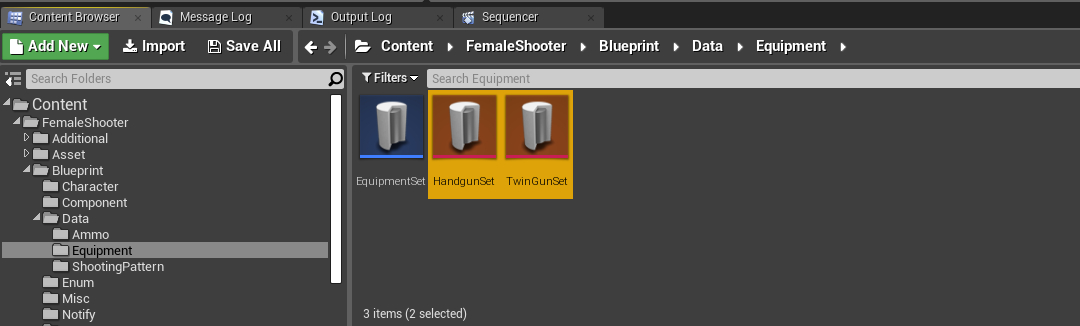 Content Browser
Message Log
Output Log
Sequencer
Add New
Import
Save All
Content
FemaleShooter
Blueprint
Data
Equipment
Search Folders
Filters
Search Equipment
Content
FemaleShooter
Additional
Asset
Blueprint
Character
Component
Data
Ammo
Equipment
ShootingPattern
Enum
Misc
Notify
EquipmentSet
HandgunSet
TwinGunSet
3 items (2 selected)